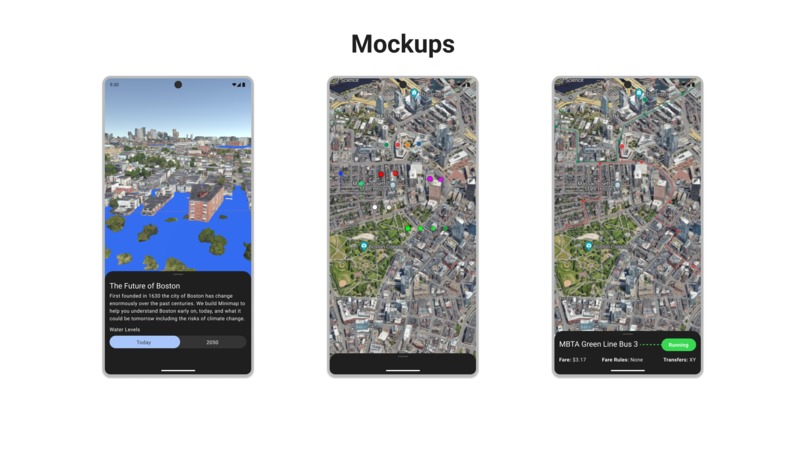 Mockups
9:30
The Future of Boston
First founded in 1630 the city of Boston has change
enormously over the past centuries. We build Minimap to
help you understand Boston early on, today, and what it
could be tomorrow including the risks of climate change.
Water Levels
Today
2050
Science
Science
MBTA Green Line Bus 3
Running
Fare: $3.17
Fare Rules: None
Transfers: XY